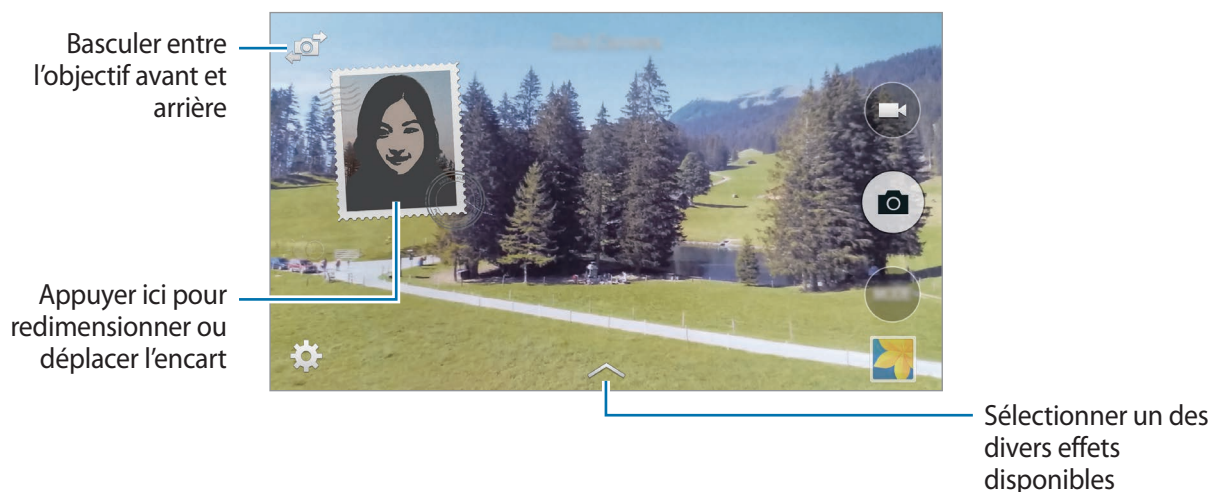 Basculer entre
l’objectif avant et
arrière
Appuyer ici pour
redimensionner ou
déplacer l’encart
Sélectionner un des
divers effets
disponibles